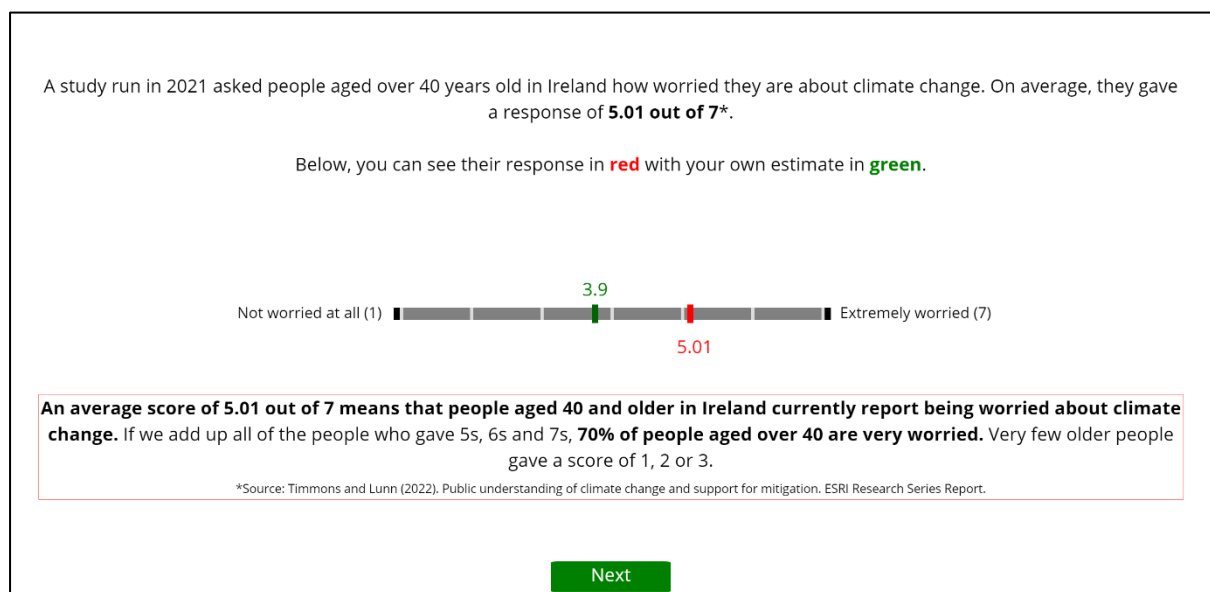 A study run in 2021 asked people aged over 40 years old in Ireland how worried they are about climate change. On average, they gave
a response of 5.01 out of 7*.
Below, you can see their response in red with your own estimate in green.
3.9
Not worried at all (1) Extremely worried (7)
5.01
An average score of 5.01 out of 7 means that people aged 40 and older in Ireland currently report being worried about climate
change. If we add up all of the people who gave 5s, 6s and 7s, 70% of people aged over 40 are very worried. Very few older people
gave a score of 1, 2 or 3.
*Source: Timmons and Lunn (2022). Public understanding of climate change and support for mitigation. ESRI Research Series Report.
Next